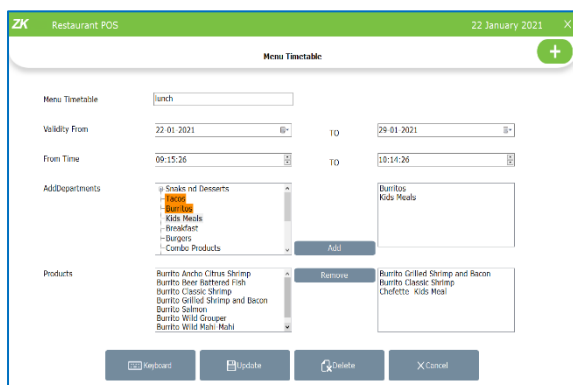 ZK Restaurant POS 22 January 2021 X
Menu Timetable
+
Menu Timetable lunch
Validity From 22-01-2021 TO 29-01-2021
From Time 09:15:26 TO 10:14:26
AddDepartments
Snaks nd Desserts
Tacos
Burritos
Kids Meals
Breakfast
Burgers
Combo Products
Burritos
Kids Meals
Add
Products
Burrito Ancho Citrus Shrimp
Burrito Beer Battered Fish
Burrito Classic Shrimp
Burrito Grilled Shrimp and Bacon
Burrito Salmon
Burrito Wild Grouper
Burrito Wild Mahi-Mahi
Remove
Burrito Grilled Shrimp and Bacon
Burrito Classic Shrimp
Chefette Kids Meal
Keyboard Update Delete X Cancel